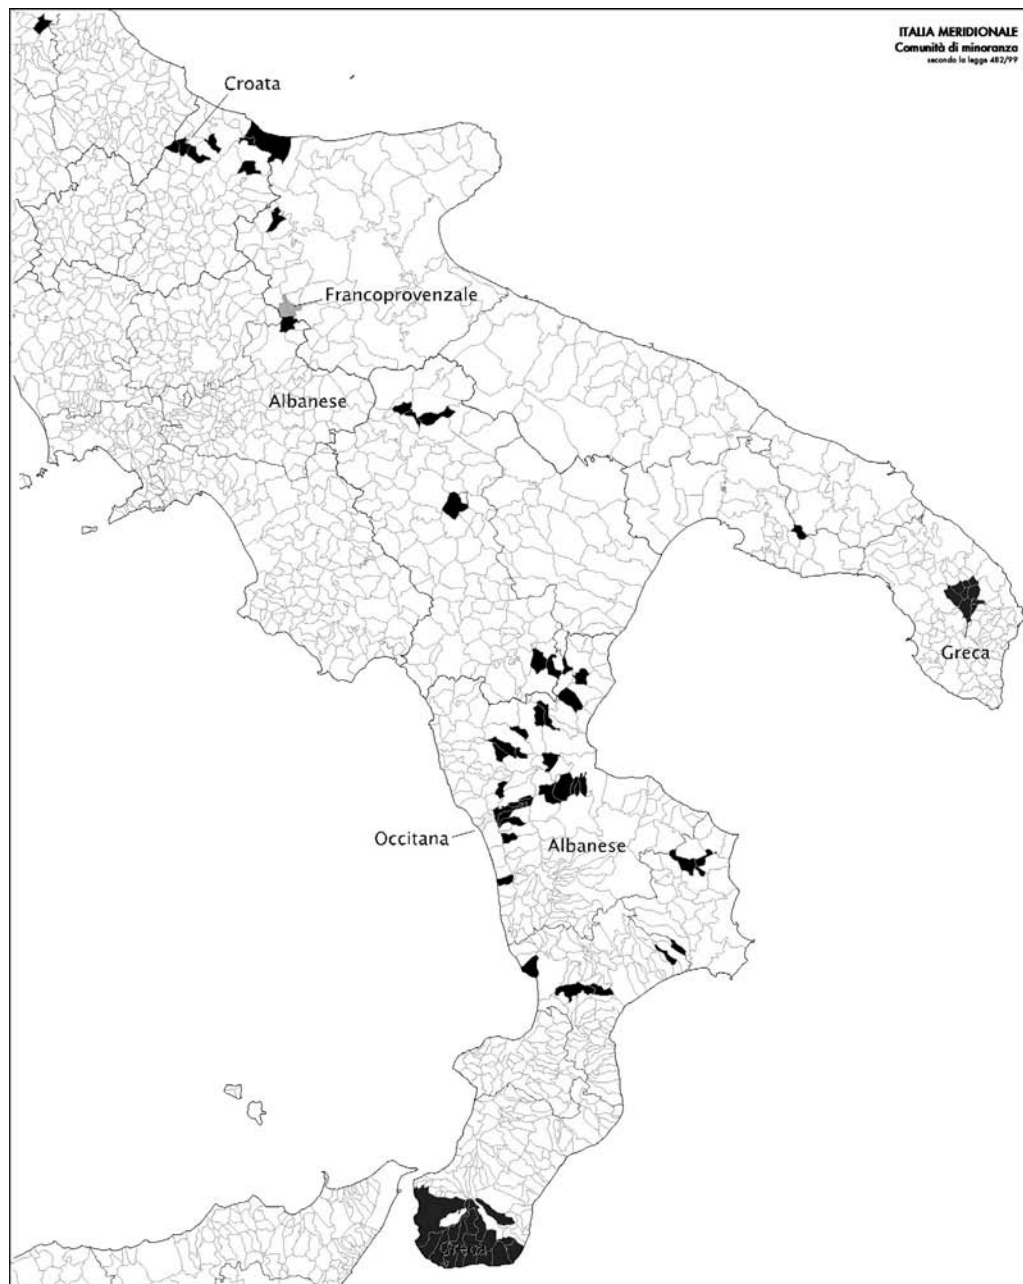 ITALIA MERIDIONALE
Comunità di minoranza
secondo la legge 482/99
Croata
Francoprovenzale
Albanese
Greca
Occitana
Albanese
Greca